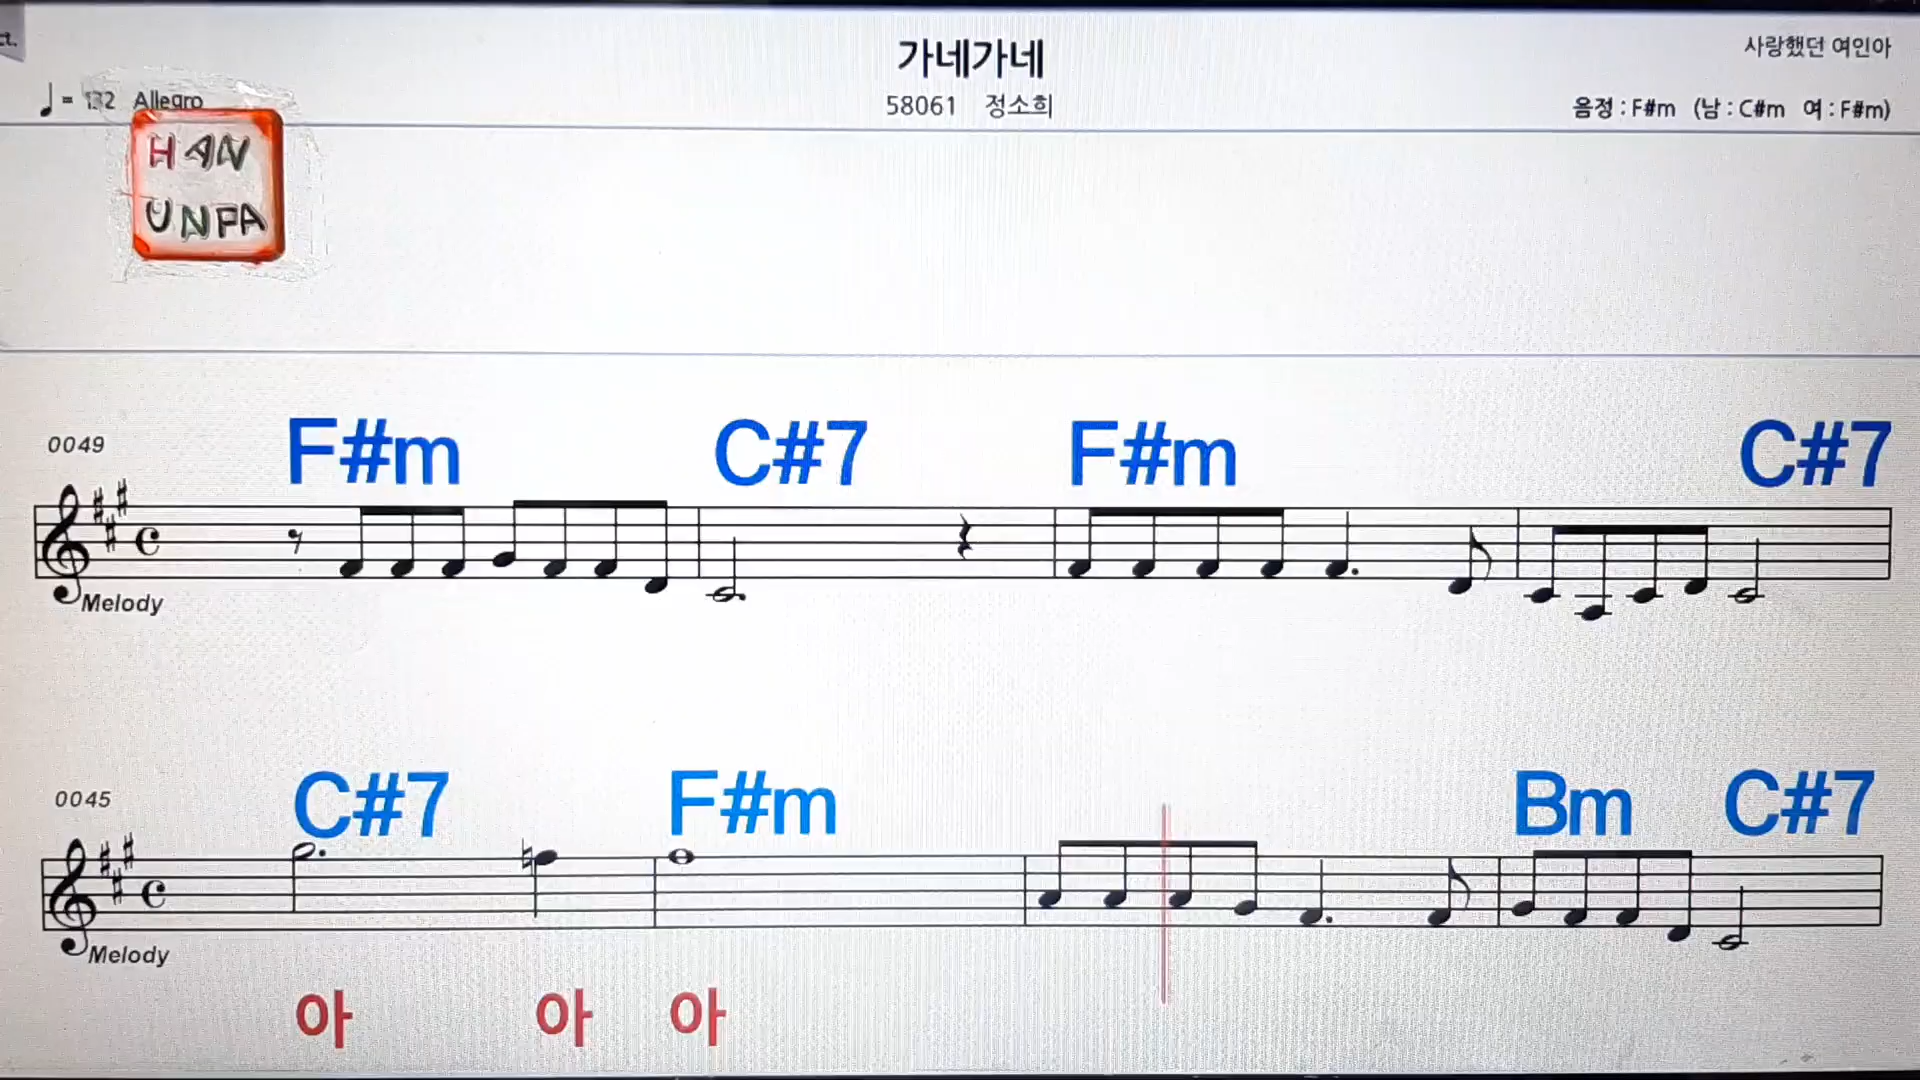 ct.
가네가네
사랑했던 여인아
♩ = 132 Allegro
58061 정소희
음정 : F#m (남 : C#m 여 : F#m)
HAN
UNPA
0049 F#m C#7 F#m C#7
Melody
0045 C#7 F#m Bm C#7
Melody
아 아 아